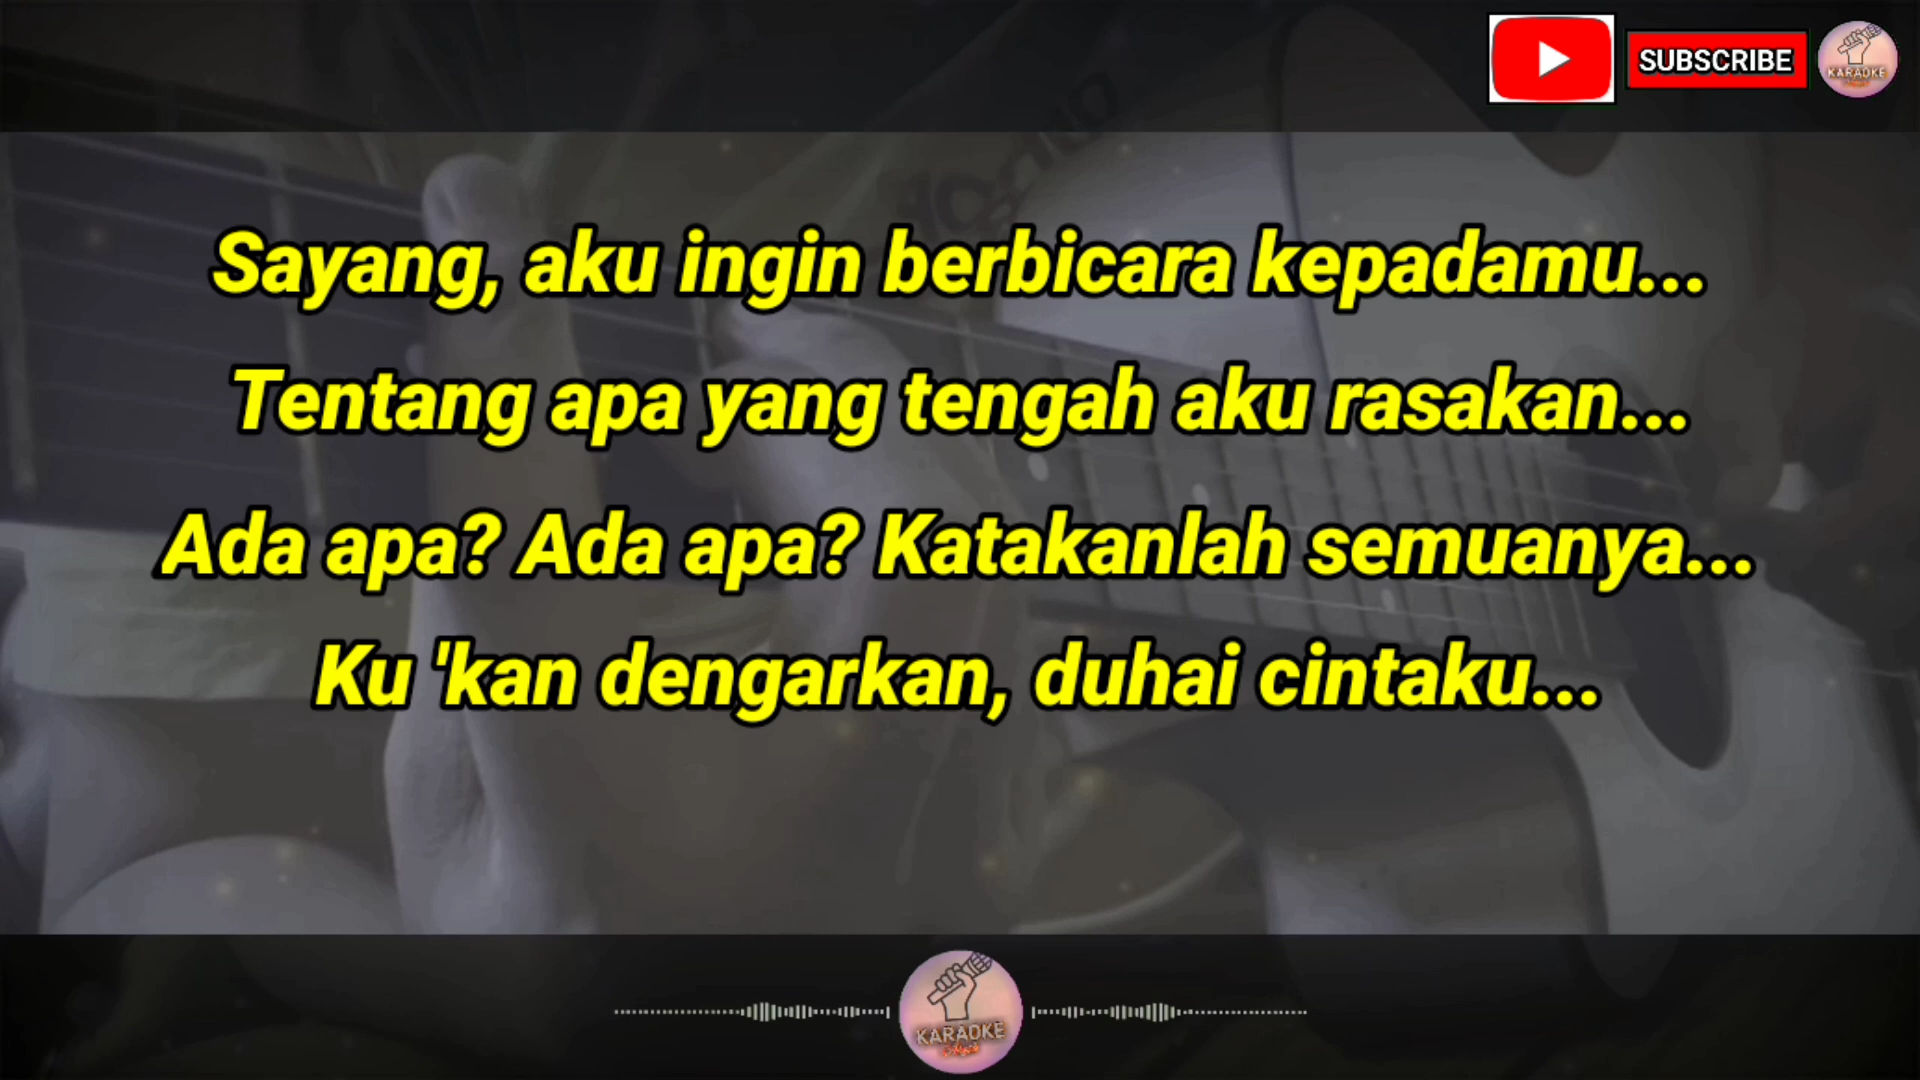 SUBSCRIBE
KARAOKE
Sayang, aku ingin berbicara kepadamu...
Tentang apa yang tengah aku rasakan...
Ada apa? Ada apa? Katakanlah semuanya...
Ku 'kan dengarkan, duhai cintaku...
KARAOKE